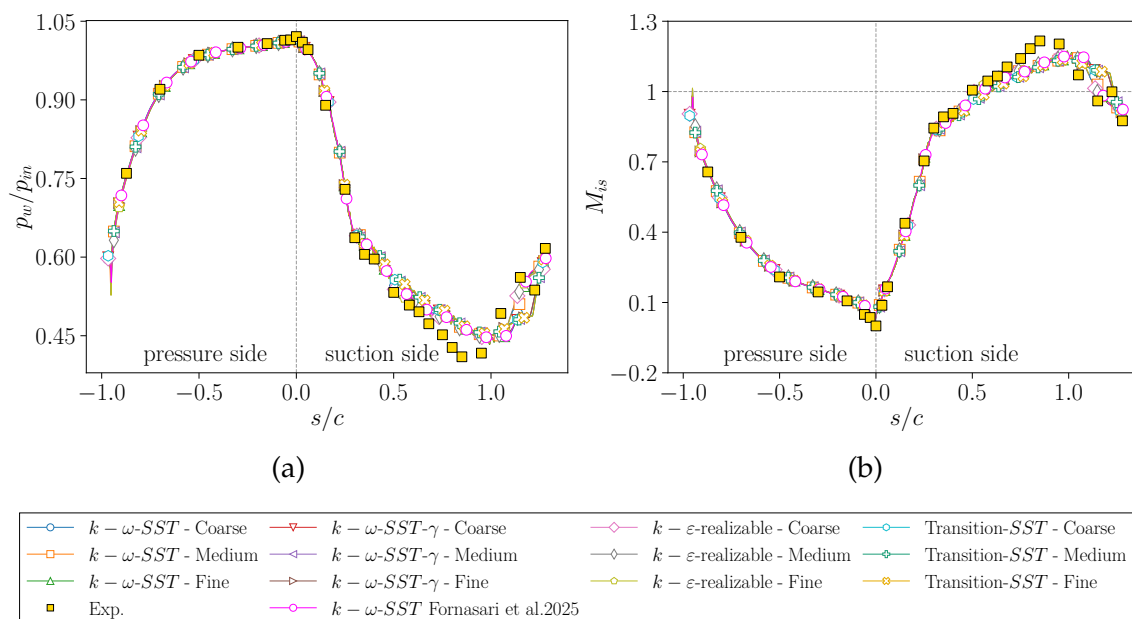 1.05
0.90
0.75
0.60
0.45
p_w/p_in
pressure side
suction side
−1.0 −0.5 0.0 0.5 1.0
s/c
(a)
1.3
1
0.7
0.4
0.1
−0.2
M_is
pressure side
suction side
−1.0 −0.5 0.0 0.5 1.0
s/c
(b)
k − ω-SST - Coarse
k − ω-SST-γ - Coarse
k − ε-realizable - Coarse
Transition-SST - Coarse
k − ω-SST - Medium
k − ω-SST-γ - Medium
k − ε-realizable - Medium
Transition-SST - Medium
k − ω-SST - Fine
k − ω-SST-γ - Fine
k − ε-realizable - Fine
Transition-SST - Fine
Exp.
k − ω-SST Fornasari et al.2025